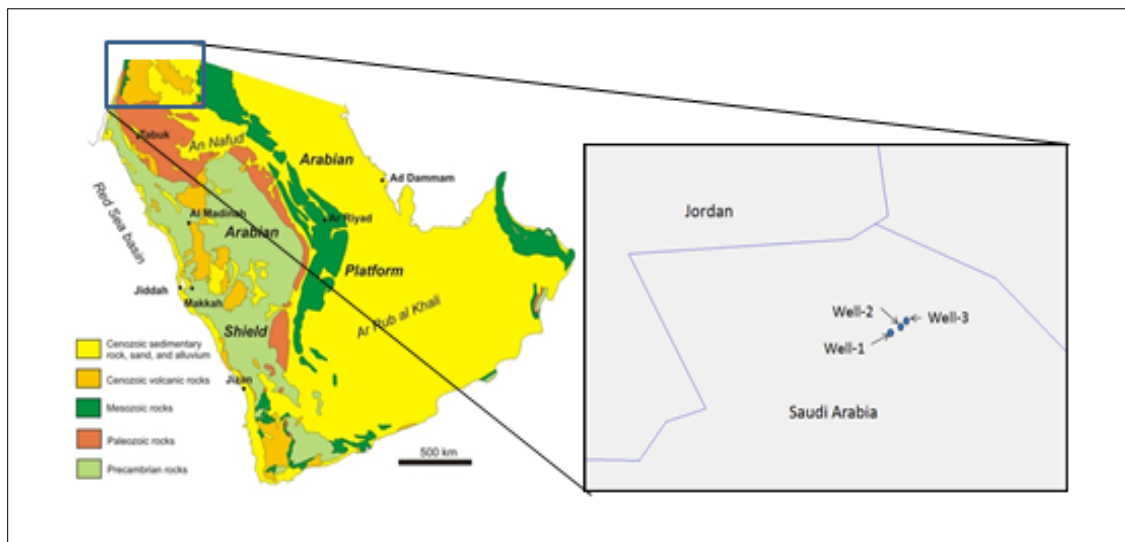 Tabuk
An Nafud
Arabian
Ad Dammam
Red Sea basin
Al Madinah
Ar Riyad
Arabian
Platform
Jiddah
Makkah
Ar Rub al Khali
Shield
Jizan
Cenozoic sedimentary
rock, sand, and alluvium
Cenozoic volcanic rocks
Mesozoic rocks
Paleozoic rocks
Precambrian rocks
500 km
Jordan
Well-2
Well-3
Well-1
Saudi Arabia